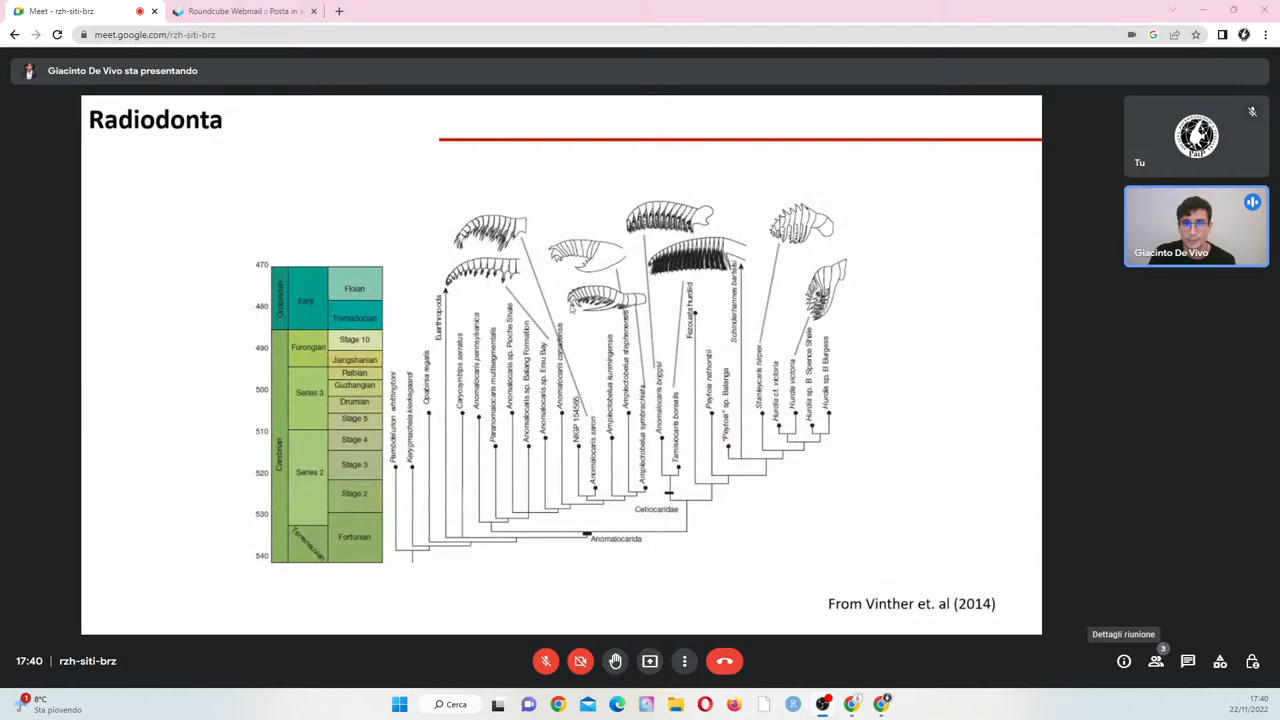 Meet - rzh-siti-brz
Roundcube Webmail :: Posta in a
meet.google.com/rzh-siti-brz
Giacinto De Vivo sta presentando
Radiodonta
Tu
Giacinto De Vivo
470
480
490
500
510
520
530
540
Ordovician
Cambrian
Early
Furongian
Series 3
Series 2
Terreneuvian
Floian
Tremadocian
Stage 10
Jiangshanian
Paibian
Guzhangian
Drumian
Stage 5
Stage 4
Stage 3
Stage 2
Fortunian
Pambdelurion whittingtoni
Kerygmachela kierkegaardi
Opabinia regalis
Euarthropoda
Caryosyntrips serratus
Anomalocaris pennsylvanica
Paranomalocaris multisegmentalis
Anomalocaris sp. Pioche Shale
Anomalocaris sp. Balang Formation
Anomalocaris sp. Emu Bay
Anomalocaris canadensis
NIGP 154565
Anomalocaris saron
Amplectobelua kunmingensis
Amplectobelua stephenensis
Amplectobelua symbrachiata
Anomalocaris briggsi
Tamisiocaris borealis
Fezouata hurdiid
Peytoia nathorstii
"Peytoia" sp. Balanga
Schinderhannes bartelsi
Stanleycaris hirpex
Hurdia cf. victoria
Hurdia victoria
Hurdia sp. B Spence Shale
Hurdia sp. B Burgess
Cetiocaridae
Anomalocarida
From Vinther et. al (2014)
Dettagli riunione
17:40
rzh-siti-brz
3
1
8°C
Sta piovendo
Cerca
17:40
22/11/2022